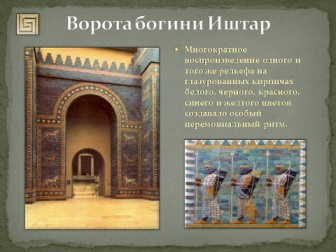 Ворота богини Иштар
Многократное
воспроизведение одного и
того же рельефа на
глазурованных кирпичах
белого, черного, красного,
синего и желтого цветов
создавало особый
церемониальный ритм.